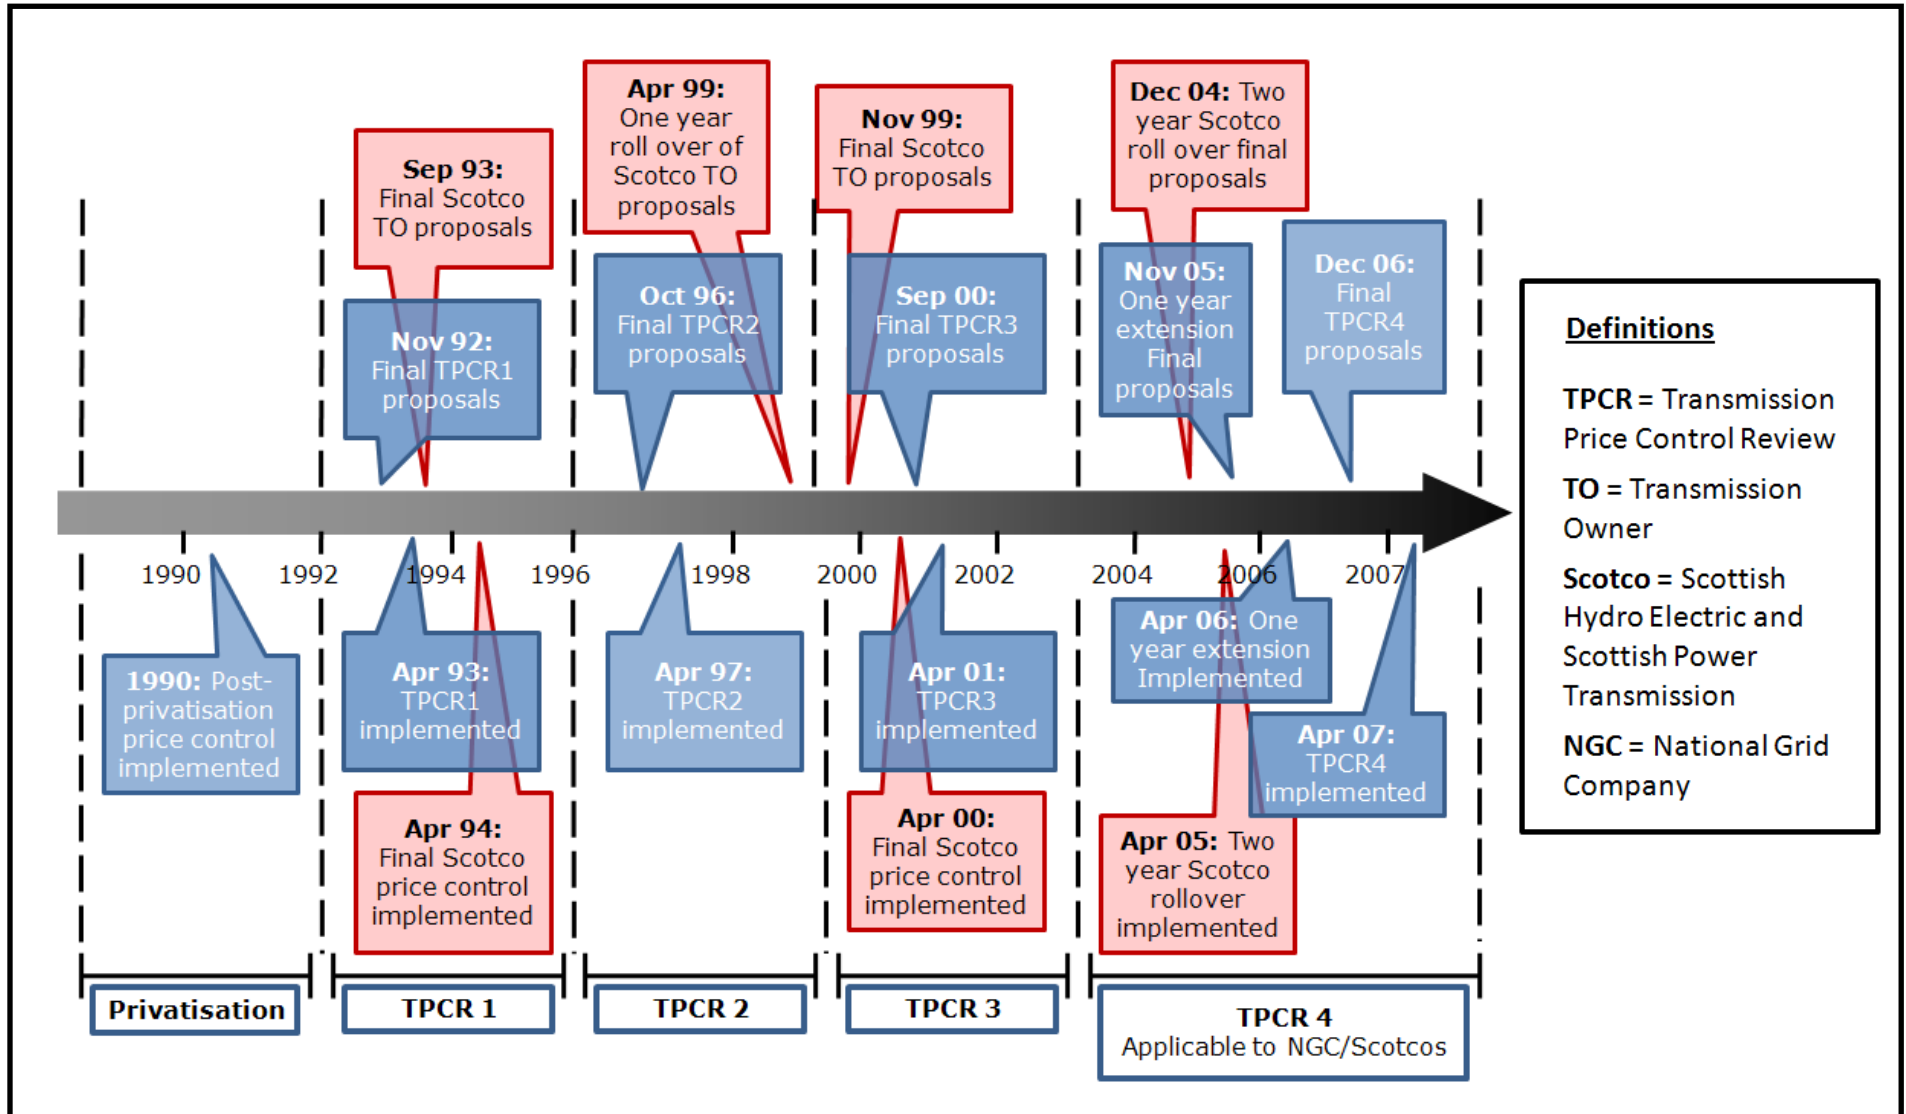 Apr 99:
One year
roll over of
Scotco TO
proposals
Dec 04: Two
year Scotco
roll over final
proposals
Nov 99:
Final Scotco
TO proposals
Sep 93:
Final Scotco
TO proposals
Nov 92:
Final TPCR1
proposals
Oct 96:
Final TPCR2
proposals
Sep 00:
Final TPCR3
proposals
Nov 05:
One year
extension
Final
proposals
Dec 06:
Final
TPCR4
proposals
1990
1992
1994
1996
1998
2000
2002
2004
2006
2007
1990: Post-
privatisation
price control
implemented
Apr 93:
TPCR1
implemented
Apr 97:
TPCR2
implemented
Apr 01:
TPCR3
implemented
Apr 06: One
year extension
Implemented
Apr 07:
TPCR4
implemented
Apr 94:
Final Scotco
price control
implemented
Apr 00:
Final Scotco
price control
implemented
Apr 05: Two
year Scotco
rollover
implemented
Privatisation
TPCR 1
TPCR 2
TPCR 3
TPCR 4
Applicable to NGC/Scotcos
Definitions
TPCR = Transmission
Price Control Review
TO = Transmission
Owner
Scotco = Scottish
Hydro Electric and
Scottish Power
Transmission
NGC = National Grid
Company